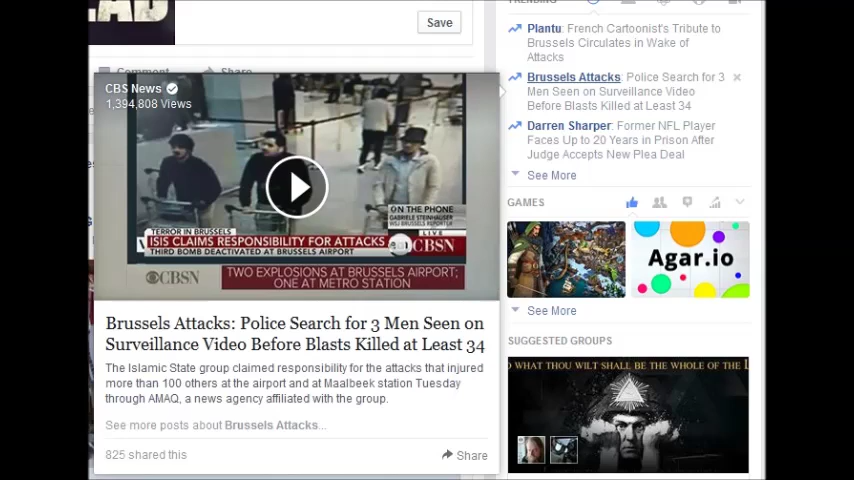 Save
Comment
Share
CBS News
1,394,808 Views
ON THE PHONE
GABRIELE STEINHAUSER
WSJ BRUSSELS REPORTER
TERROR IN BRUSSELS
LIVE
ISIS CLAIMS RESPONSIBILITY FOR ATTACKS
CBSN
THIRD BOMB DEACTIVATED AT BRUSSELS AIRPORT
CBSN
TWO EXPLOSIONS AT BRUSSELS AIRPORT;
ONE AT METRO STATION
Brussels Attacks: Police Search for 3 Men Seen on
Surveillance Video Before Blasts Killed at Least 34
The Islamic State group claimed responsibility for the attacks that injured
more than 100 others at the airport and at Maalbeek station Tuesday
through AMAQ, a news agency affiliated with the group.
See more posts about Brussels Attacks...
825 shared this
Share
TRENDING
Plantu: French Cartoonist's Tribute to
Brussels Circulates in Wake of
Attacks
Brussels Attacks: Police Search for 3
Men Seen on Surveillance Video
Before Blasts Killed at Least 34
Darren Sharper: Former NFL Player
Faces Up to 20 Years in Prison After
Judge Accepts New Plea Deal
See More
GAMES
Agar.io
See More
SUGGESTED GROUPS
O WHAT THOU WILT SHALL BE THE WHOLE OF THE L